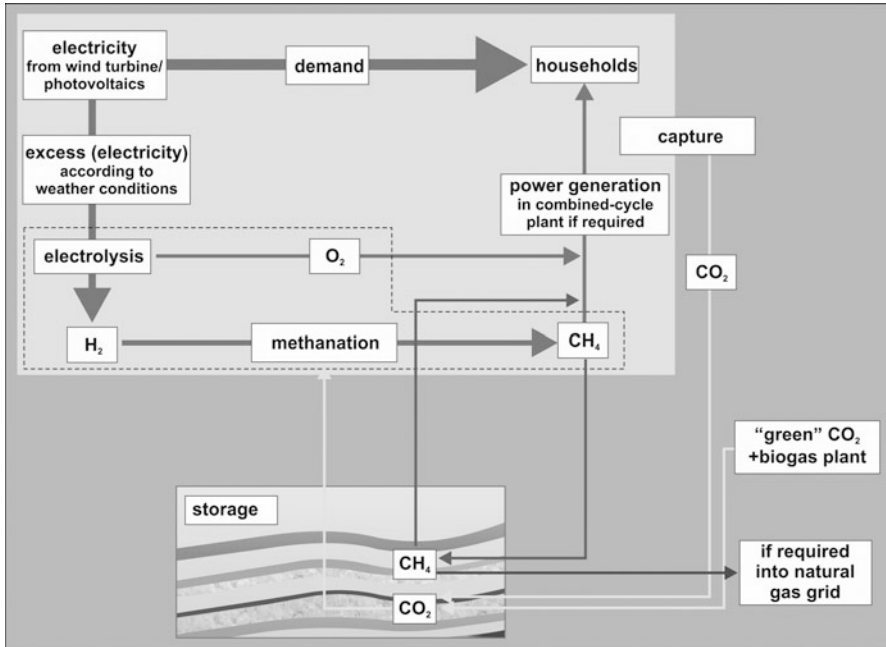 electricity
from wind turbine/
photovoltaics
demand
households
excess (electricity)
according to
weather conditions
capture
power generation
in combined-cycle
plant if required
electrolysis
O₂
CO₂
H₂
methanation
CH₄
“green” CO₂
+biogas plant
storage
CH₄
if required
into natural
gas grid
CO₂